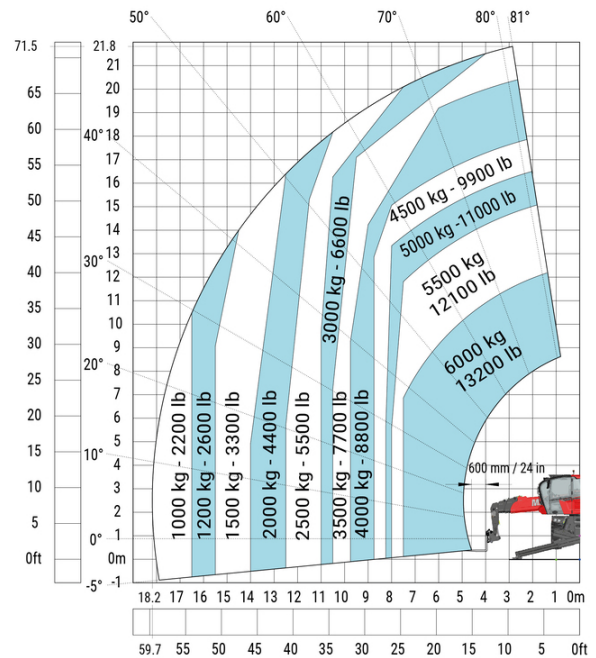 50° 60° 70° 80° 81°
71.5 21.8
21
65 20
19
60 40° 18
17
55 16
50 15
14
45 13
30° 12
40 11
35 10
30 9
8
25 20° 7
20 6
5
15 10° 4
10 3
2
5 0° 1
0ft 0m
-5° -1
4500 kg - 9900 lb
5000 kg -11000 lb
5500 kg
12100 lb
6000 kg
13200 lb
3000 kg - 6600 lb
1000 kg - 2200 lb
1200 kg - 2600 lb
1500 kg - 3300 lb
2000 kg - 4400 lb
2500 kg - 5500 lb
3500 kg - 7700 lb
4000 kg - 8800 lb
600 mm / 24 in
18.2 17 16 15 14 13 12 11 10 9 8 7 6 5 4 3 2 1 0m
59.7 55 50 45 40 35 30 25 20 15 10 5 0ft